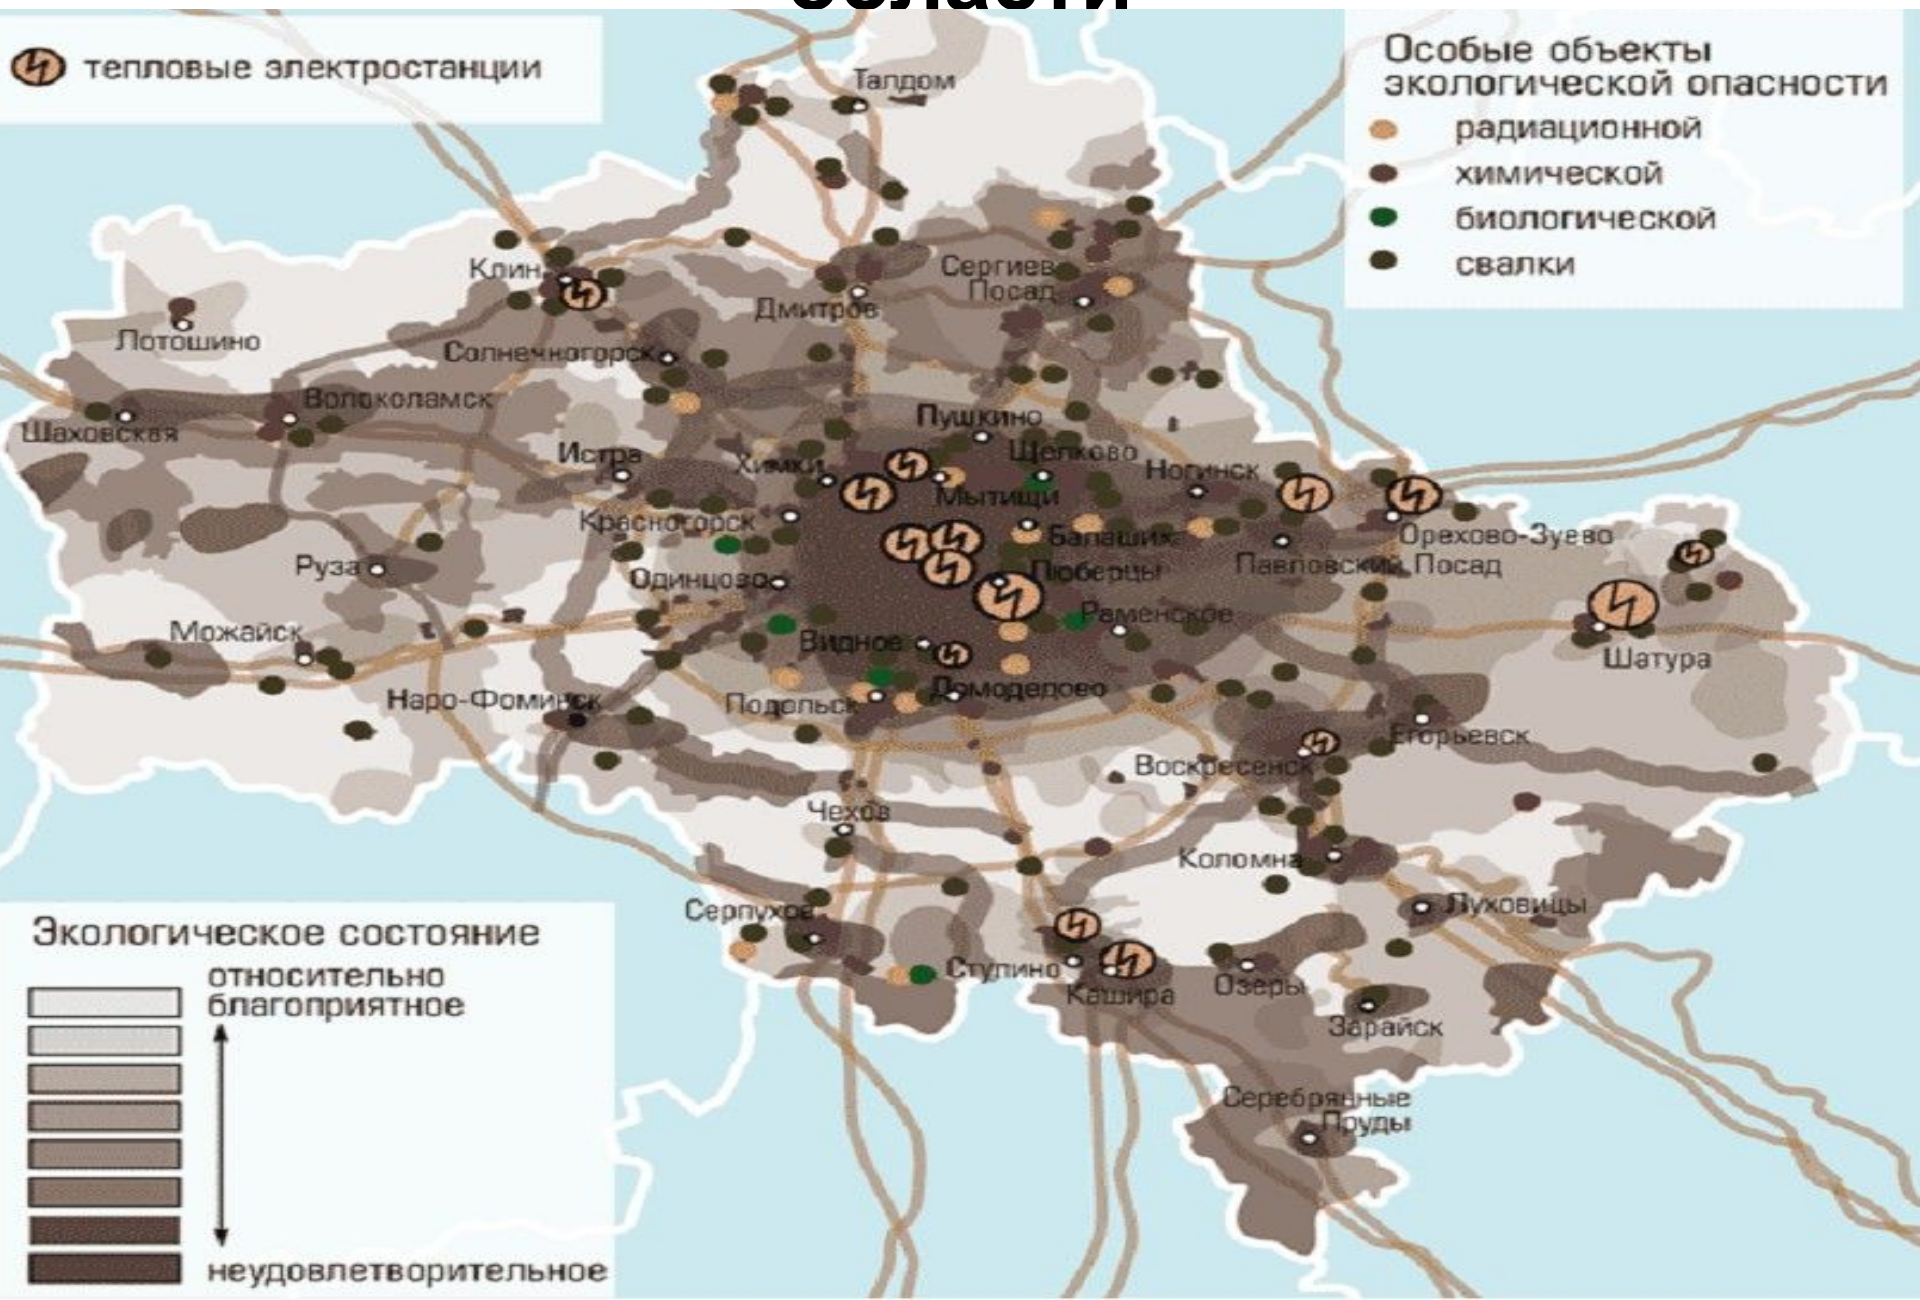 области
тепловые электростанции
Особые объекты
экологической опасности
радиационной
химической
биологической
свалки
Талдом
Клин
Сергиев
Посад
Дмитров
Лотошино
Солнечногорск
Волоколамск
Шаховская
Пушкино
Истра
Химки
Щелково
Ногинск
Мытищи
Красногорск
Балашиха
Орехово-Зуево
Руза
Одинцово
Люберцы
Павловский Посад
Раменское
Можайск
Видное
Шатура
Наро-Фоминск
Подольск
Домодедово
Егорьевск
Воскресенск
Чехов
Коломна
Серпухов
Луховицы
Ступино
Кашира
Озеры
Зарайск
Серебрянные
Пруды
Экологическое состояние
относительно
благоприятное
неудовлетворительное